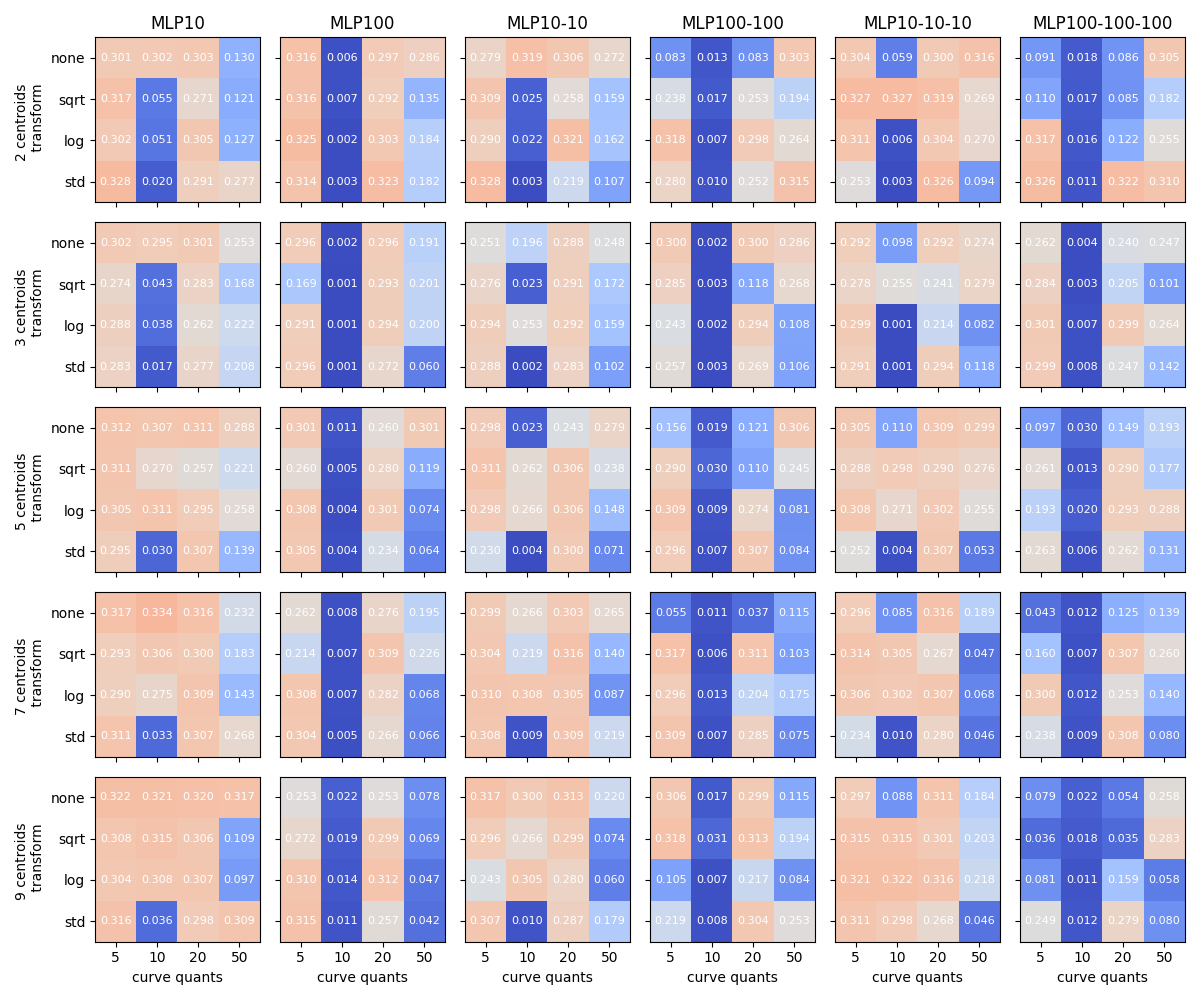 MLP10 MLP100 MLP10-10 MLP100-100 MLP10-10-10 MLP100-100-100
2 centroids
transform
none 0.301 0.302 0.303 0.130 0.316 0.006 0.297 0.286 0.279 0.319 0.306 0.272 0.083 0.013 0.083 0.303 0.304 0.059 0.300 0.316 0.091 0.018 0.086 0.305
sqrt 0.317 0.055 0.271 0.121 0.316 0.007 0.292 0.135 0.309 0.025 0.258 0.159 0.238 0.017 0.253 0.194 0.327 0.327 0.319 0.269 0.110 0.017 0.085 0.182
log 0.302 0.051 0.305 0.127 0.325 0.002 0.303 0.184 0.290 0.022 0.321 0.162 0.318 0.007 0.298 0.264 0.311 0.006 0.304 0.270 0.317 0.016 0.122 0.255
std 0.328 0.020 0.291 0.277 0.314 0.003 0.323 0.182 0.328 0.003 0.219 0.107 0.280 0.010 0.252 0.315 0.253 0.003 0.326 0.094 0.326 0.011 0.322 0.310
5 10 20 50
3 centroids
transform
none 0.302 0.295 0.301 0.253 0.296 0.002 0.296 0.191 0.251 0.196 0.288 0.248 0.300 0.002 0.300 0.286 0.292 0.098 0.292 0.274 0.262 0.004 0.240 0.247
sqrt 0.274 0.043 0.283 0.168 0.169 0.001 0.293 0.201 0.276 0.023 0.291 0.172 0.285 0.003 0.118 0.268 0.278 0.255 0.241 0.279 0.284 0.003 0.205 0.101
log 0.288 0.038 0.262 0.222 0.291 0.001 0.294 0.200 0.294 0.253 0.292 0.159 0.243 0.002 0.294 0.108 0.299 0.001 0.214 0.082 0.301 0.007 0.299 0.264
std 0.283 0.017 0.277 0.208 0.296 0.001 0.272 0.060 0.288 0.002 0.283 0.102 0.257 0.003 0.269 0.106 0.291 0.001 0.294 0.118 0.299 0.008 0.247 0.142
5 centroids
transform
none 0.312 0.307 0.311 0.288 0.301 0.011 0.260 0.301 0.298 0.023 0.243 0.279 0.156 0.019 0.121 0.306 0.305 0.110 0.309 0.299 0.097 0.030 0.149 0.193
sqrt 0.311 0.270 0.257 0.221 0.260 0.005 0.280 0.119 0.311 0.262 0.306 0.238 0.290 0.030 0.110 0.245 0.288 0.298 0.290 0.276 0.261 0.013 0.290 0.177
log 0.305 0.311 0.295 0.258 0.308 0.004 0.301 0.074 0.298 0.266 0.306 0.148 0.309 0.009 0.274 0.081 0.308 0.271 0.302 0.255 0.193 0.020 0.293 0.288
std 0.295 0.030 0.307 0.139 0.305 0.004 0.234 0.064 0.230 0.004 0.300 0.071 0.296 0.007 0.307 0.084 0.252 0.004 0.307 0.053 0.263 0.006 0.262 0.131
7 centroids
transform
none 0.317 0.334 0.316 0.232 0.262 0.008 0.276 0.195 0.299 0.266 0.303 0.265 0.055 0.011 0.037 0.115 0.296 0.085 0.316 0.189 0.043 0.012 0.125 0.139
sqrt 0.293 0.306 0.300 0.183 0.214 0.007 0.309 0.226 0.304 0.219 0.316 0.140 0.317 0.006 0.311 0.103 0.314 0.305 0.267 0.047 0.160 0.007 0.307 0.260
log 0.290 0.275 0.309 0.143 0.308 0.007 0.282 0.068 0.310 0.308 0.305 0.087 0.296 0.013 0.204 0.175 0.306 0.302 0.307 0.068 0.300 0.012 0.253 0.140
std 0.311 0.033 0.307 0.268 0.304 0.005 0.266 0.066 0.308 0.009 0.309 0.219 0.309 0.007 0.285 0.075 0.234 0.010 0.280 0.046 0.238 0.009 0.308 0.080
9 centroids
transform
none 0.322 0.321 0.320 0.317 0.253 0.022 0.253 0.078 0.317 0.300 0.313 0.220 0.306 0.017 0.299 0.115 0.297 0.088 0.311 0.184 0.079 0.022 0.054 0.258
sqrt 0.308 0.315 0.306 0.109 0.272 0.019 0.299 0.069 0.296 0.266 0.299 0.074 0.318 0.031 0.313 0.194 0.315 0.315 0.301 0.203 0.036 0.018 0.035 0.283
log 0.304 0.308 0.307 0.097 0.310 0.014 0.312 0.047 0.243 0.305 0.280 0.060 0.105 0.007 0.217 0.084 0.321 0.322 0.316 0.218 0.081 0.011 0.159 0.058
std 0.316 0.036 0.298 0.309 0.315 0.011 0.257 0.042 0.307 0.010 0.287 0.179 0.219 0.008 0.304 0.253 0.311 0.298 0.268 0.046 0.249 0.012 0.279 0.080
5 10 20 50 5 10 20 50 5 10 20 50 5 10 20 50 5 10 20 50 5 10 20 50
curve quants curve quants curve quants curve quants curve quants curve quants